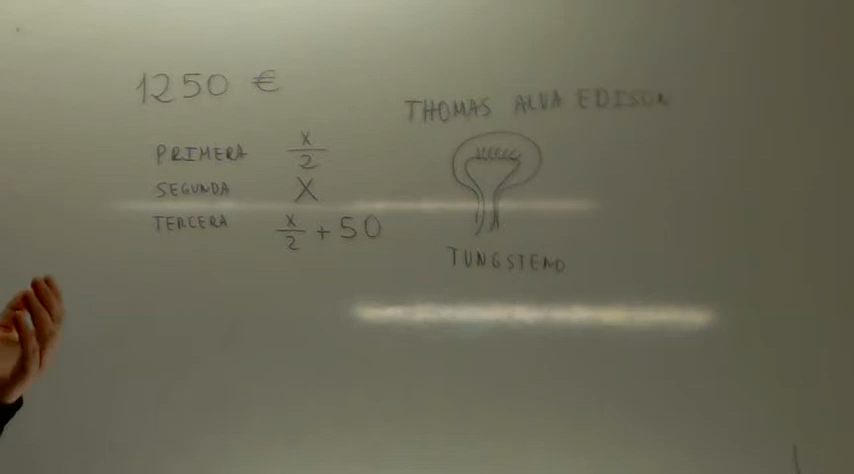 1250 €
PRIMERA x/2
SEGUNDA X
TERCERA x/2 + 50
THOMAS ALVA EDISON
TUNGSTENO